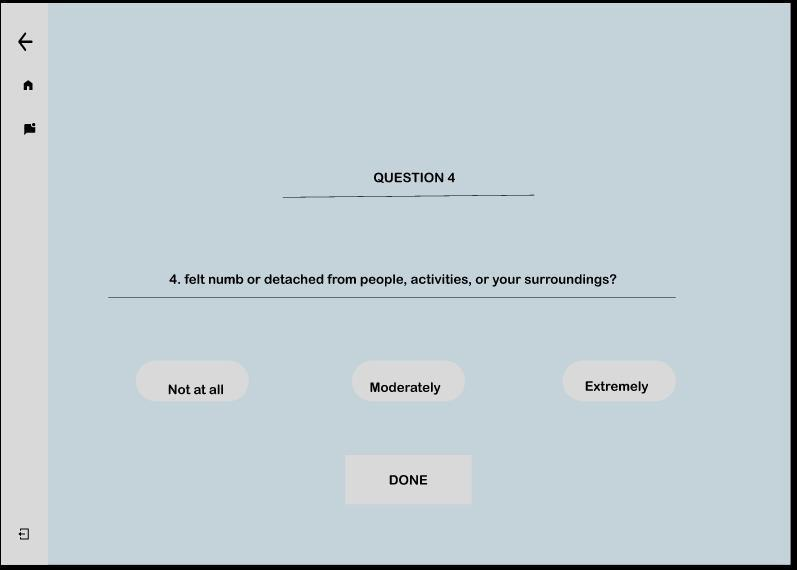 QUESTION 4
4. felt numb or detached from people, activities, or your surroundings?
Not at all
Moderately
Extremely
DONE